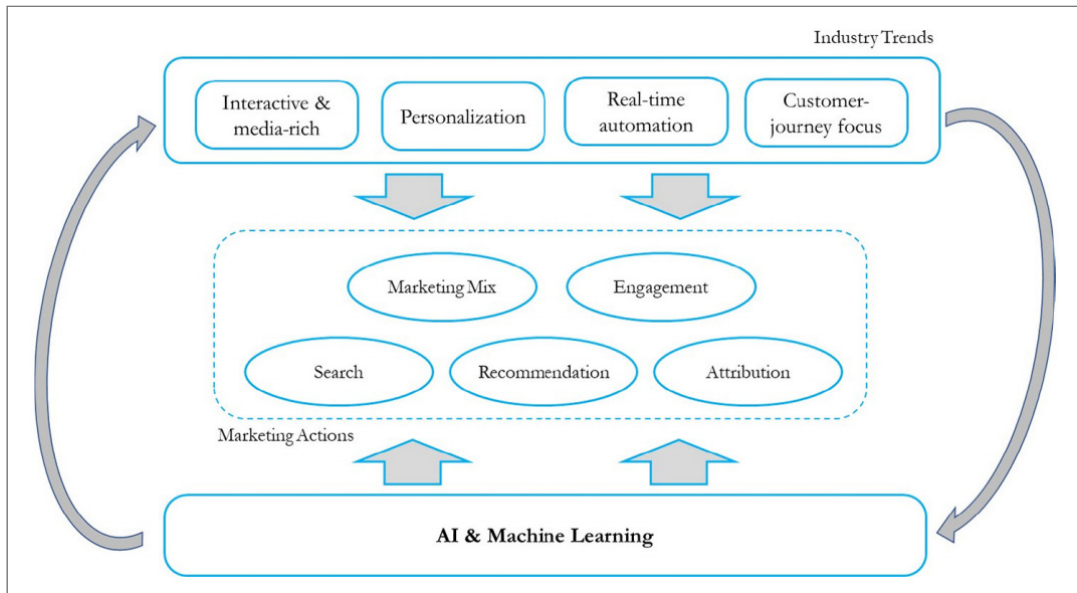 Industry Trends
Interactive &
media-rich
Personalization
Real-time
automation
Customer-
journey focus
Marketing Mix
Engagement
Search
Recommendation
Attribution
Marketing Actions
AI & Machine Learning